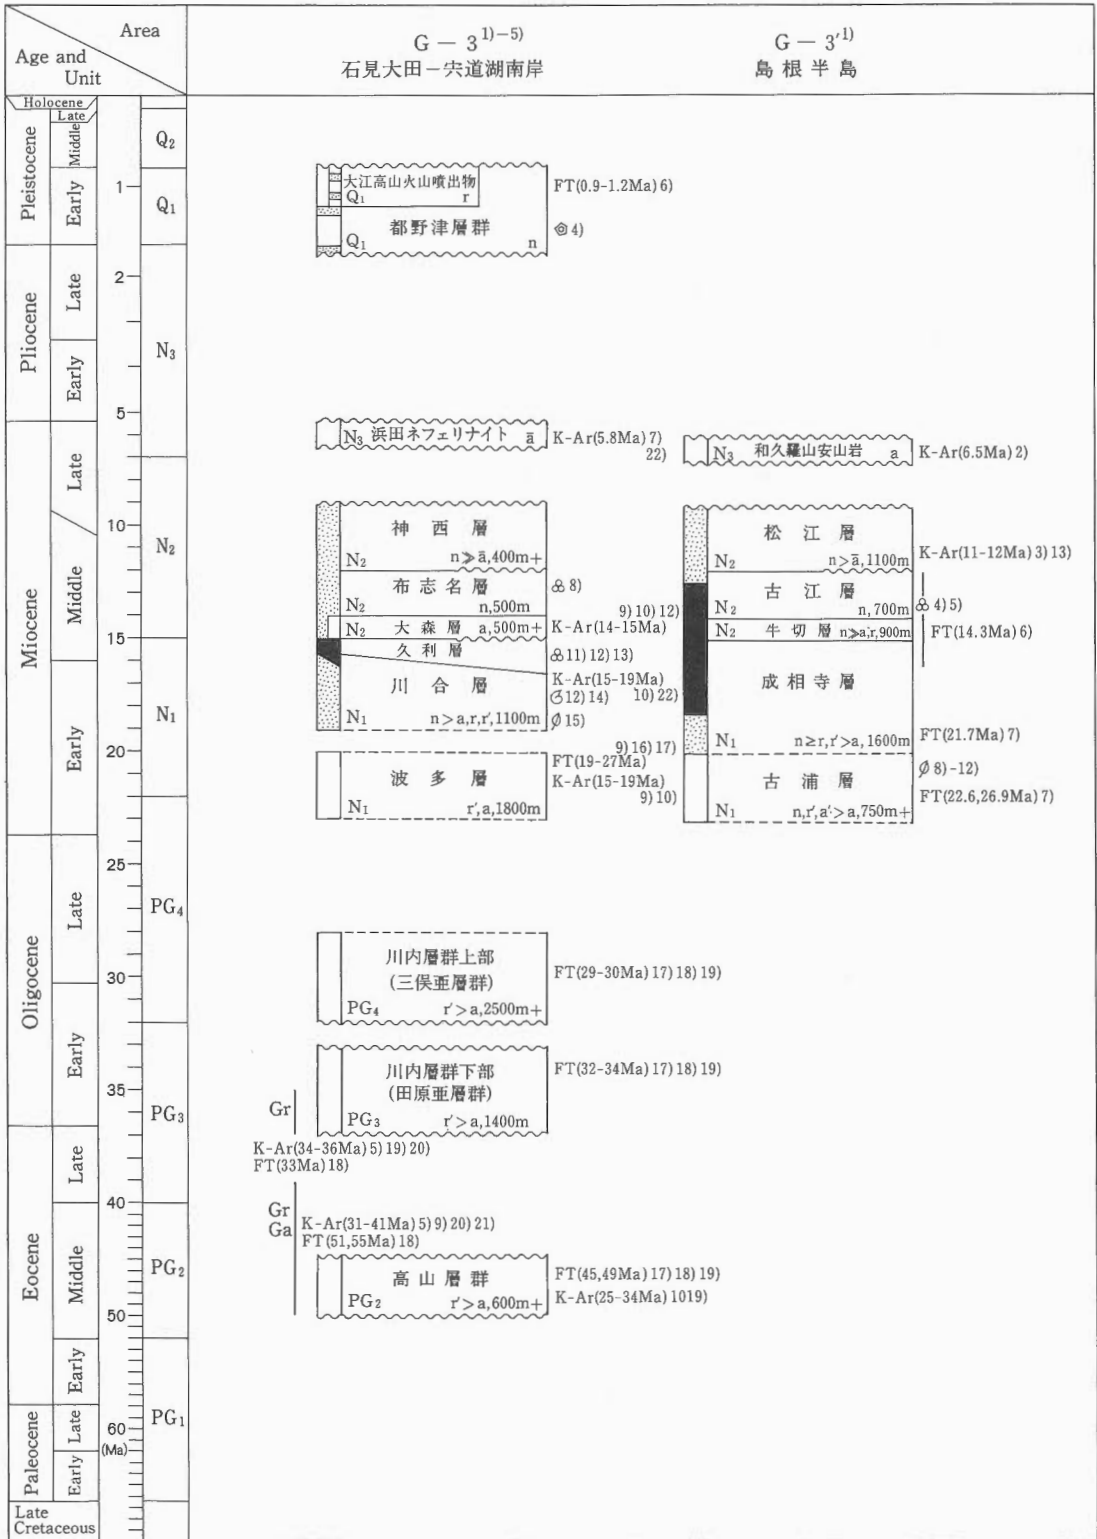 Area
Age and
Unit
G-3 1)-5)
石見大田-宍道湖南岸
G-3′ 1)
島根半島
Holocene
Late
Middle
Early
Pleistocene
Late
Early
Pliocene
Late
Middle
Early
Miocene
Late
Early
Oligocene
Late
Middle
Early
Eocene
Late
Early
Paleocene
Late
Cretaceous
1
2
5
10
15
20
25
30
35
40
50
60
(Ma)
Q₂
Q₁
N₃
N₂
N₁
PG₄
PG₃
PG₂
PG₁
大江高山火山噴出物
Q₁ r
FT(0.9-1.2Ma) 6)
都野津層群
Q₁ n
4)
N₃ 浜田ネフェリナイト ā
K-Ar(5.8Ma) 7)
22)
神西層
N₂ n≫ā,400m+
布志名層
N₂ n,500m
8)
9) 10) 12)
N₂ 大森層 a,500m+
K-Ar(14-15Ma)
久利層
11) 12) 13)
川合層
K-Ar(15-19Ma)
12) 14) 10) 22)
N₁ n>a,r,r′,1100m
15)
9) 16) 17)
FT(19-27Ma)
波多層
K-Ar(15-19Ma)
9) 10)
N₁ r′,a,1800m
川内層群上部
(三俣亜層群)
PG₄ r′>a,2500m+
FT(29-30Ma) 17) 18) 19)
川内層群下部
(田原亜層群)
PG₃ r′>a,1400m
FT(32-34Ma) 17) 18) 19)
Gr
K-Ar(34-36Ma) 5) 19) 20)
FT(33Ma) 18)
Gr
Ga
K-Ar(31-41Ma) 5) 9) 20) 21)
FT(51,55Ma) 18)
高山層群
PG₂ r′>a,600m+
FT(45,49Ma) 17) 18) 19)
K-Ar(25-34Ma) 1019)
N₃ 和久羅山安山岩 a
K-Ar(6.5Ma) 2)
松江層
N₂ n>ā,1100m
K-Ar(11-12Ma) 3) 13)
古江層
N₂ n,700m
4) 5)
N₂ 牛切層 n≫a,r,900m
FT(14.3Ma) 6)
成相寺層
N₁ n≥r,r′>a,1600m
FT(21.7Ma) 7)
古浦層
8)-12)
N₁ n,r′,a′>a,750m+
FT(22.6,26.9Ma) 7)